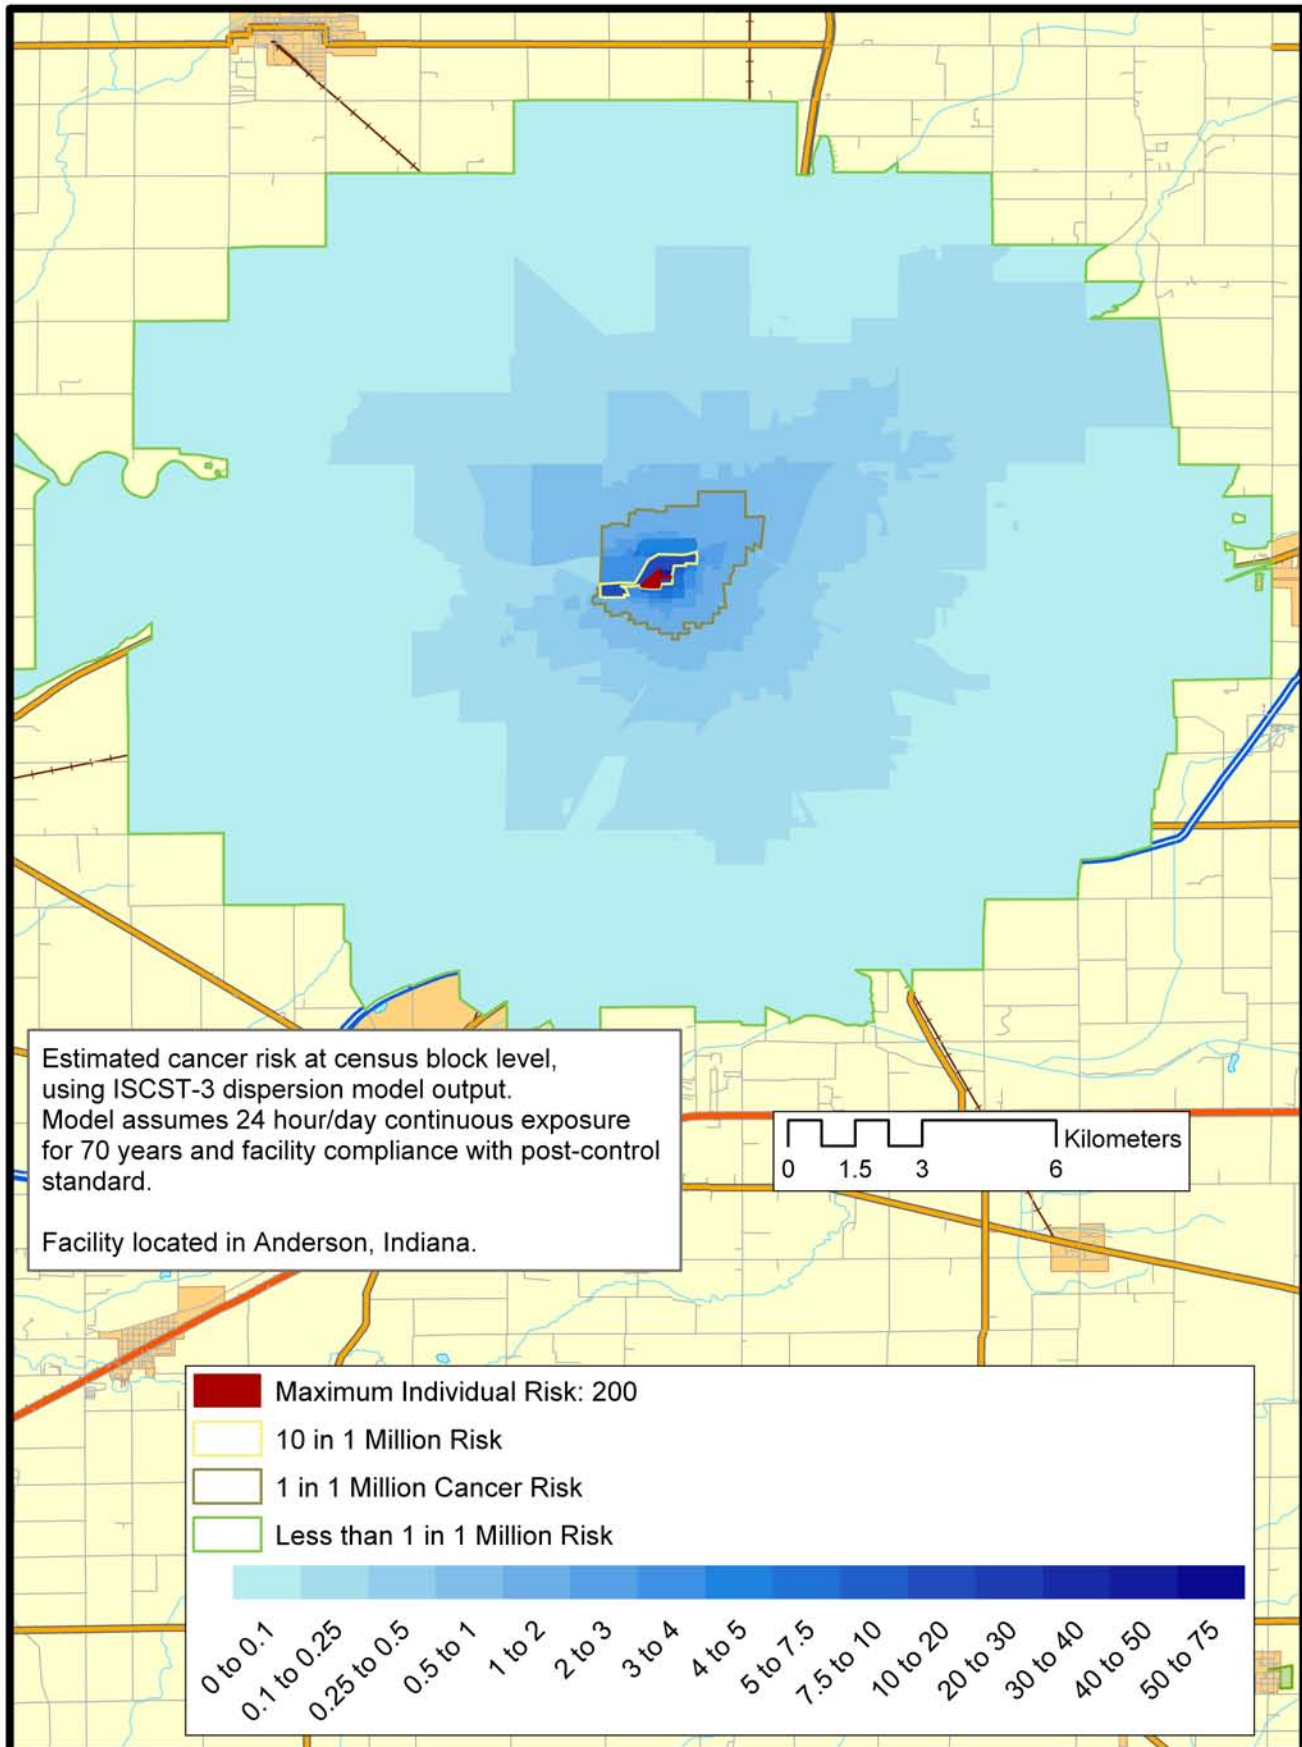 Estimated cancer risk at census block level,
using ISCST-3 dispersion model output.
Model assumes 24 hour/day continuous exposure
for 70 years and facility compliance with post-control
standard.
Facility located in Anderson, Indiana.
Kilometers
0 1.5 3 6
Maximum Individual Risk: 200
10 in 1 Million Risk
1 in 1 Million Cancer Risk
Less than 1 in 1 Million Risk
0 to 0.1
0.1 to 0.25
0.25 to 0.5
0.5 to 1
1 to 2
2 to 3
3 to 4
4 to 5
5 to 7.5
7.5 to 10
10 to 20
20 to 30
30 to 40
40 to 50
50 to 75